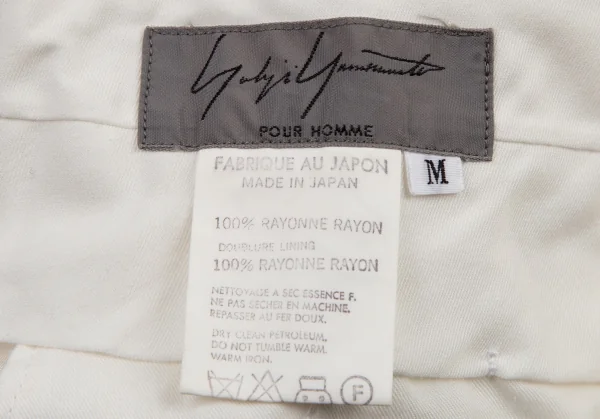 Yohji Yamamoto
POUR HOMME
M
FABRIQUE AU JAPON
MADE IN JAPAN
100% RAYONNE RAYON
DOUBLURE LINING
100% RAYONNE RAYON
NETTOYAGE A SEC ESSENCE F.
NE PAS SECHER EN MACHINE.
REPASSER AU FER DOUX.
DRY CLEAN PETROLEUM.
DO NOT TUMBLE WARM.
WARM IRON.
F